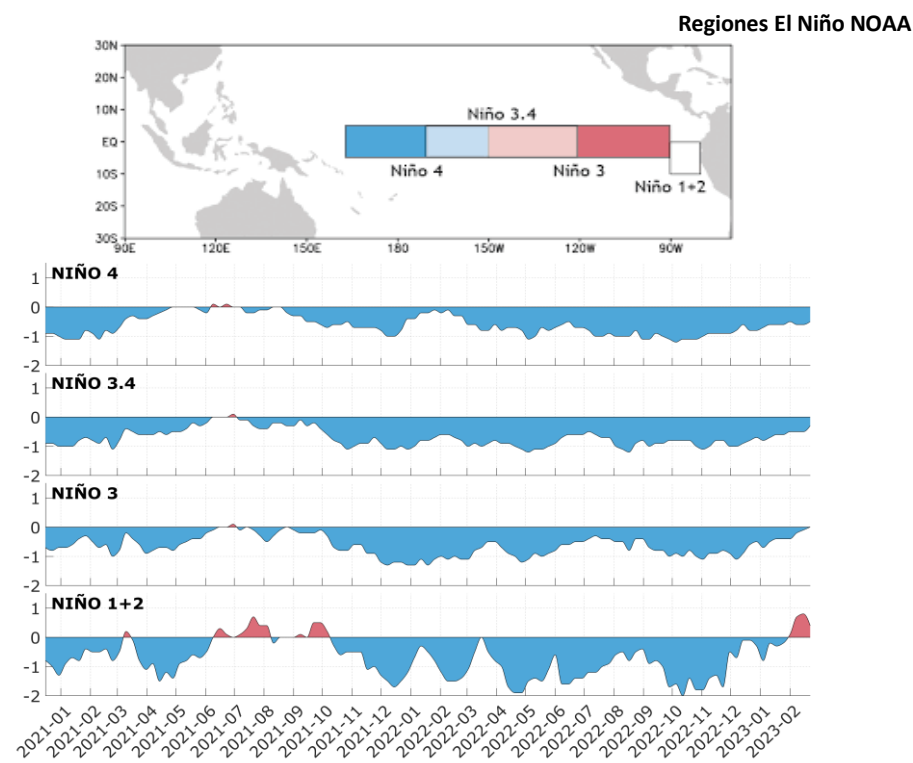 Regiones El Niño NOAA
30N
20N
10N
EQ
10S
20S
30S
Niño 3.4
Niño 4
Niño 3
Niño 1+2
90E 120E 150E 180 150W 120W 90W
NIÑO 4
1
0
-1
-2
NIÑO 3.4
1
0
-1
-2
NIÑO 3
1
0
-1
-2
NIÑO 1+2
1
0
-1
-2
2021-01 2021-02 2021-03 2021-04 2021-05 2021-06 2021-07 2021-08 2021-09 2021-10 2021-11 2021-12 2022-01 2022-02 2022-03 2022-04 2022-05 2022-06 2022-07 2022-08 2022-09 2022-10 2022-11 2022-12 2023-01 2023-02